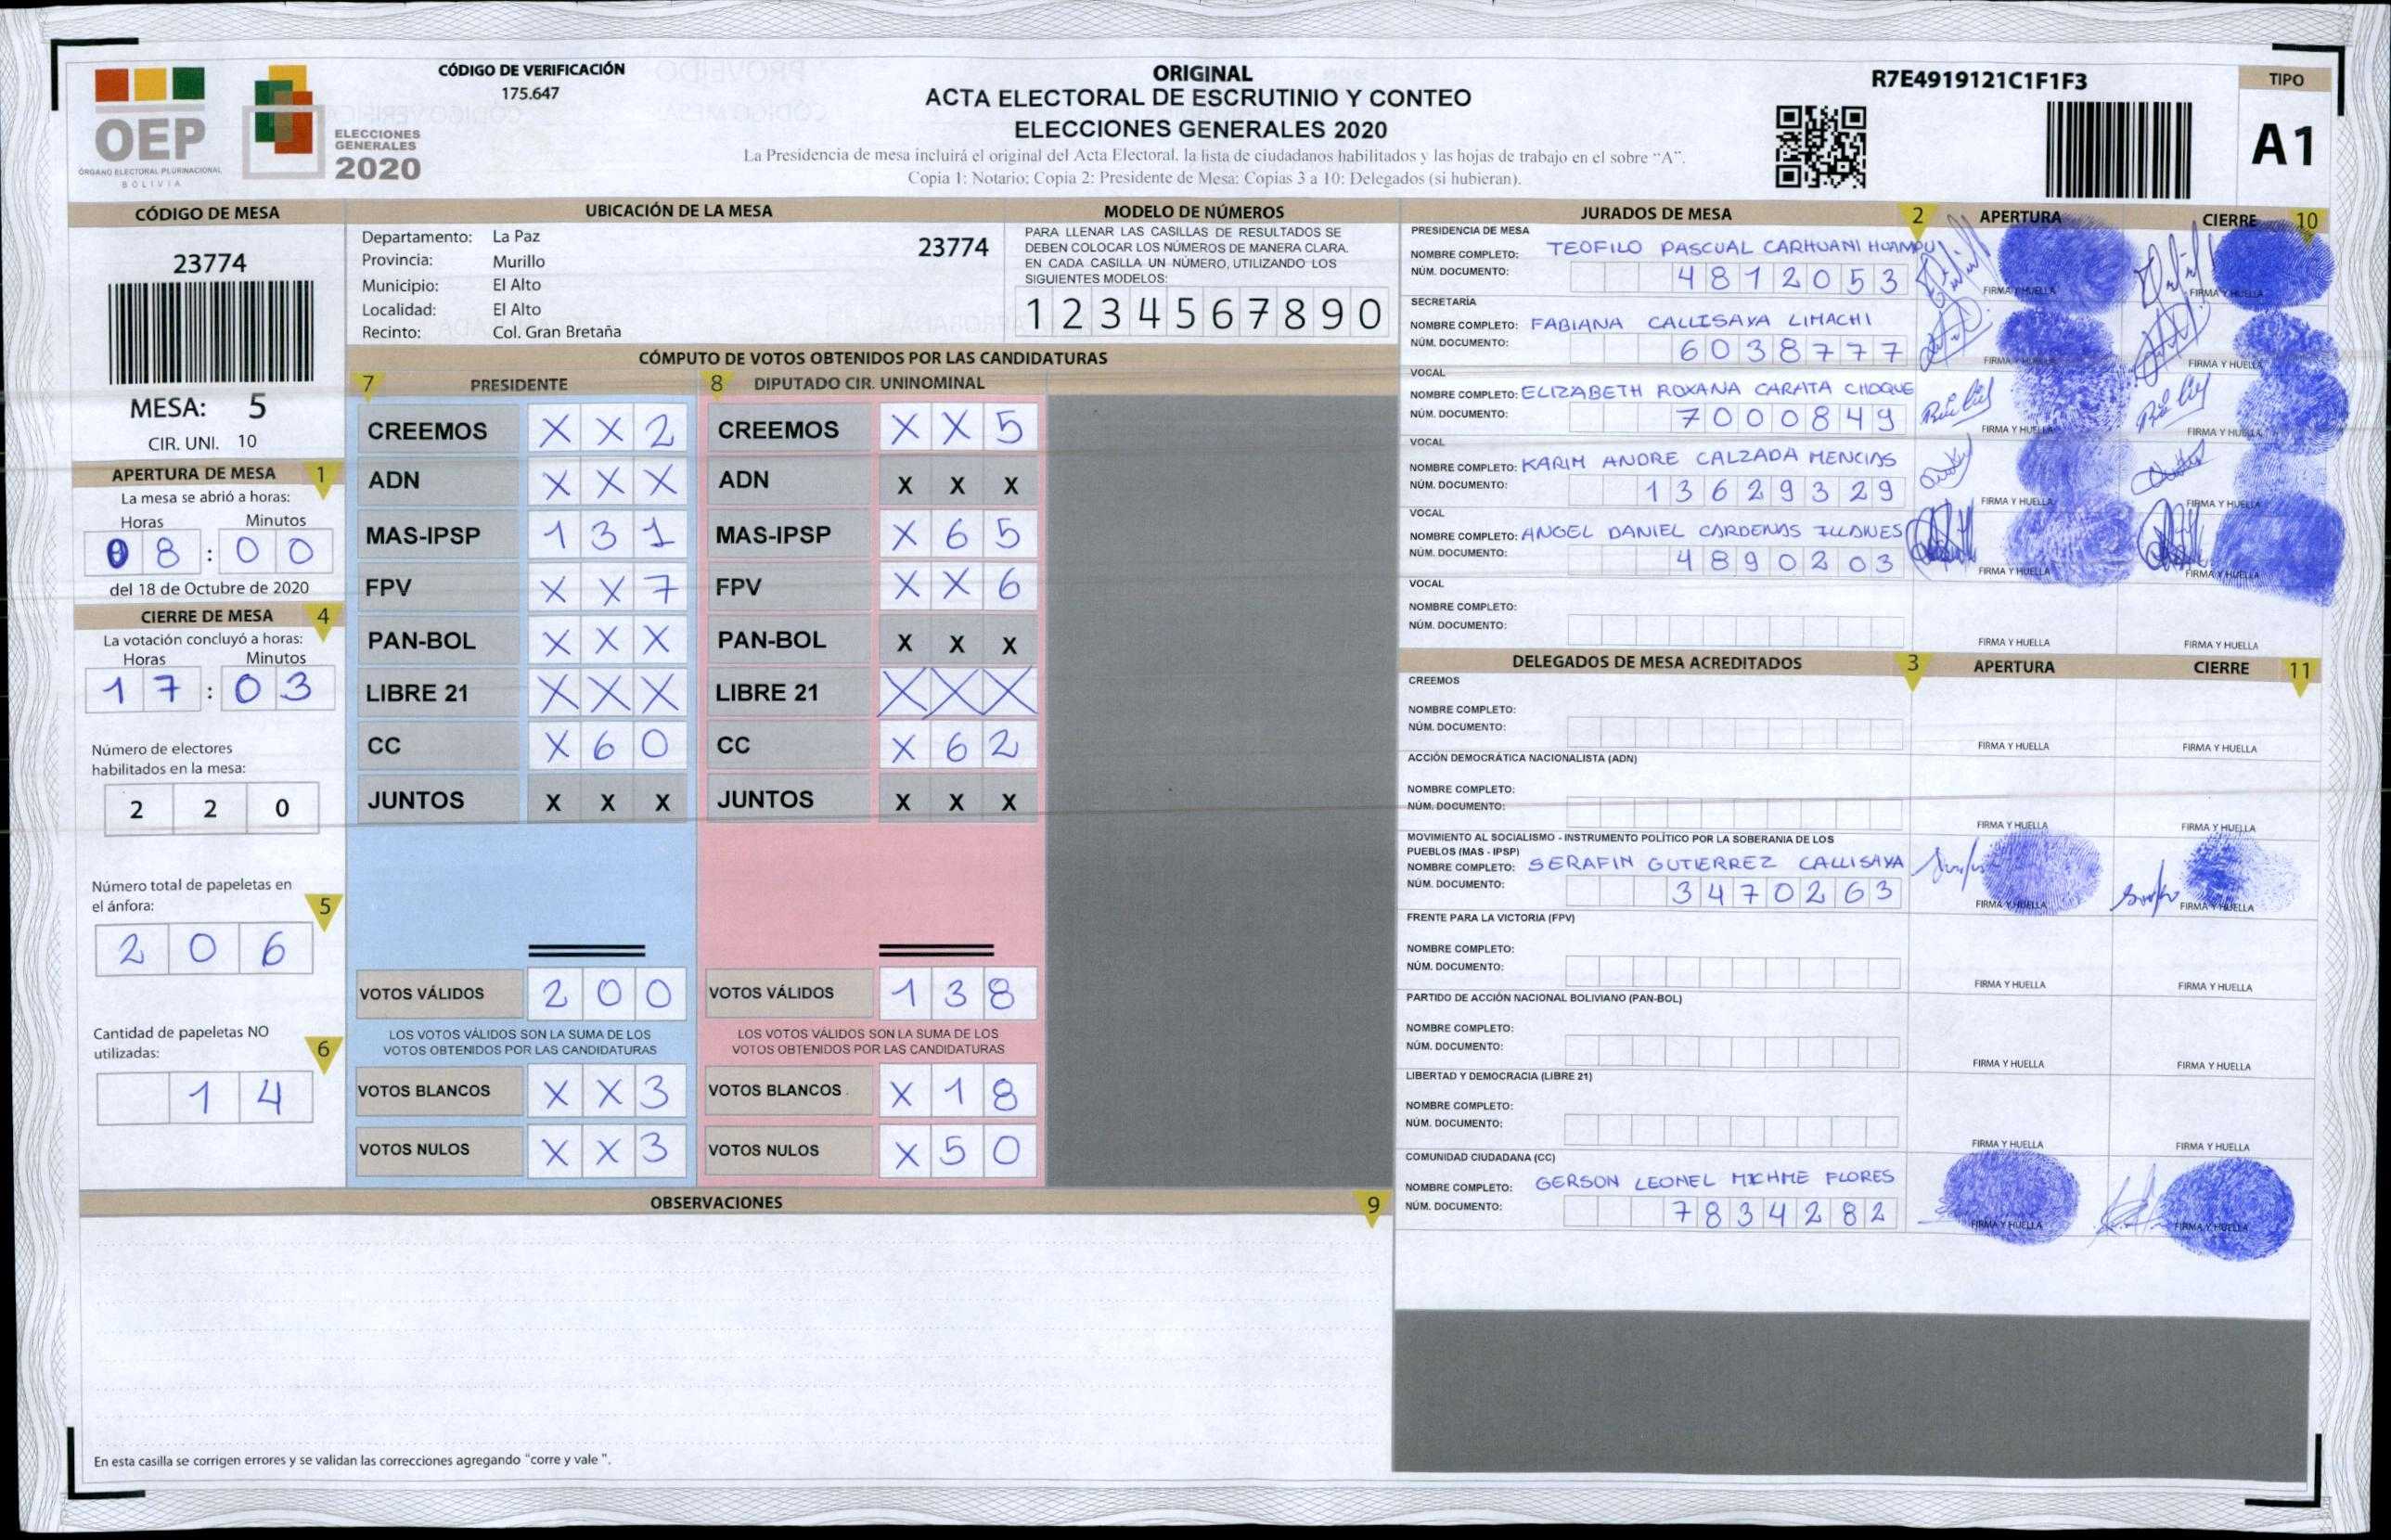 OEP
ÓRGANO ELECTORAL PLURINACIONAL
BOLIVIA
ELECCIONES
GENERALES
2020
CÓDIGO DE VERIFICACIÓN
175.647
ORIGINAL
ACTA ELECTORAL DE ESCRUTINIO Y CONTEO
ELECCIONES GENERALES 2020
La Presidencia de mesa incluirá el original del Acta Electoral, la lista de ciudadanos habilitados y las hojas de trabajo en el sobre “A”.
Copia 1: Notario; Copia 2: Presidente de Mesa: Copias 3 a 10: Delegados (si hubieran).
R7E4919121C1F1F3
TIPO
A1
CÓDIGO DE MESA
23774
MESA: 5
CIR. UNI. 10
APERTURA DE MESA 1
La mesa se abrió a horas:
Horas Minutos
0 8 : 0 0
del 18 de Octubre de 2020
CIERRE DE MESA 4
La votación concluyó a horas:
Horas Minutos
1 7 : 0 3
Número de electores
habilitados en la mesa:
2 2 0
Número total de papeletas en
el ánfora: 5
2 0 6
Cantidad de papeletas NO
utilizadas: 6
1 4
UBICACIÓN DE LA MESA
Departamento: La Paz
Provincia: Murillo
Municipio: El Alto
Localidad: El Alto
Recinto: Col. Gran Bretaña
23774
MODELO DE NÚMEROS
PARA LLENAR LAS CASILLAS DE RESULTADOS SE
DEBEN COLOCAR LOS NÚMEROS DE MANERA CLARA.
EN CADA CASILLA UN NÚMERO, UTILIZANDO LOS
SIGUIENTES MODELOS:
1 2 3 4 5 6 7 8 9 0
CÓMPUTO DE VOTOS OBTENIDOS POR LAS CANDIDATURAS
7 PRESIDENTE
CREEMOS X X 2
ADN X X X
MAS-IPSP 1 3 1
FPV X X 7
PAN-BOL X X X
LIBRE 21 X X X
CC X 6 0
JUNTOS X X X
VOTOS VÁLIDOS 2 0 0
LOS VOTOS VÁLIDOS SON LA SUMA DE LOS
VOTOS OBTENIDOS POR LAS CANDIDATURAS
VOTOS BLANCOS X X 3
VOTOS NULOS X X 3
8 DIPUTADO CIR. UNINOMINAL
CREEMOS X X 5
ADN X X X
MAS-IPSP X 6 5
FPV X X 6
PAN-BOL X X X
LIBRE 21 X X X
CC X 6 2
JUNTOS X X X
VOTOS VÁLIDOS 1 3 8
LOS VOTOS VÁLIDOS SON LA SUMA DE LOS
VOTOS OBTENIDOS POR LAS CANDIDATURAS
VOTOS BLANCOS X 1 8
VOTOS NULOS X 5 0
OBSERVACIONES 9
En esta casilla se corrigen errores y se validan las correcciones agregando "corre y vale ".
JURADOS DE MESA 2 APERTURA CIERRE 10
PRESIDENCIA DE MESA
NOMBRE COMPLETO: TEOFILO PASCUAL CARHUANI HUAMPU
NÚM. DOCUMENTO: 4 8 1 2 0 5 3
FIRMA Y HUELLA FIRMA Y HUELLA
SECRETARÍA
NOMBRE COMPLETO: FABIANA CALLISAYA LIMACHI
NÚM. DOCUMENTO: 6 0 3 8 7 7 7
FIRMA Y HUELLA FIRMA Y HUELLA
VOCAL
NOMBRE COMPLETO: ELIZABETH ROXANA CARATA CHOQUE
NÚM. DOCUMENTO: 7 0 0 0 8 4 9
FIRMA Y HUELLA FIRMA Y HUELLA
VOCAL
NOMBRE COMPLETO: KARIM ANDRE CALZADA MENCIAS
NÚM. DOCUMENTO: 1 3 6 2 9 3 2 9
FIRMA Y HUELLA FIRMA Y HUELLA
VOCAL
NOMBRE COMPLETO: ANGEL DANIEL CARDENAS ILLANES
NÚM. DOCUMENTO: 4 8 9 0 2 0 3
FIRMA Y HUELLA FIRMA Y HUELLA
VOCAL
NOMBRE COMPLETO:
NÚM. DOCUMENTO:
FIRMA Y HUELLA FIRMA Y HUELLA
DELEGADOS DE MESA ACREDITADOS 3 APERTURA CIERRE 11
CREEMOS
NOMBRE COMPLETO:
NÚM. DOCUMENTO:
FIRMA Y HUELLA FIRMA Y HUELLA
ACCIÓN DEMOCRÁTICA NACIONALISTA (ADN)
NOMBRE COMPLETO:
NÚM. DOCUMENTO:
FIRMA Y HUELLA FIRMA Y HUELLA
MOVIMIENTO AL SOCIALISMO - INSTRUMENTO POLÍTICO POR LA SOBERANIA DE LOS
PUEBLOS (MAS - IPSP)
NOMBRE COMPLETO: SERAFIN GUTIERREZ CALLISAYA
NÚM. DOCUMENTO: 3 4 7 0 2 6 3
FIRMA Y HUELLA FIRMA Y HUELLA
FRENTE PARA LA VICTORIA (FPV)
NOMBRE COMPLETO:
NÚM. DOCUMENTO:
FIRMA Y HUELLA FIRMA Y HUELLA
PARTIDO DE ACCIÓN NACIONAL BOLIVIANO (PAN-BOL)
NOMBRE COMPLETO:
NÚM. DOCUMENTO:
FIRMA Y HUELLA FIRMA Y HUELLA
LIBERTAD Y DEMOCRACIA (LIBRE 21)
NOMBRE COMPLETO:
NÚM. DOCUMENTO:
FIRMA Y HUELLA FIRMA Y HUELLA
COMUNIDAD CIUDADANA (CC)
NOMBRE COMPLETO: GERSON LEONEL MICHME FLORES
NÚM. DOCUMENTO: 7 8 3 4 2 8 2
FIRMA Y HUELLA FIRMA Y HUELLA